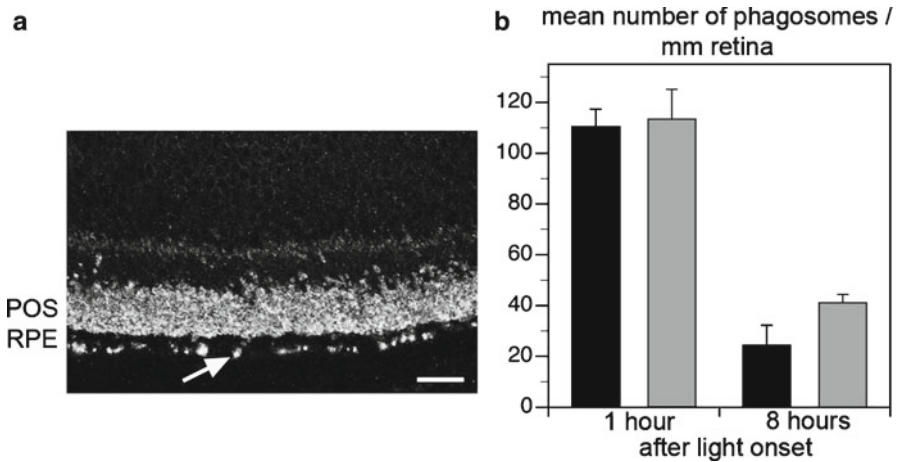 a
POS
RPE
b
mean number of phagosomes /
mm retina
120
100
80
60
40
20
0
1 hour
8 hours
after light onset